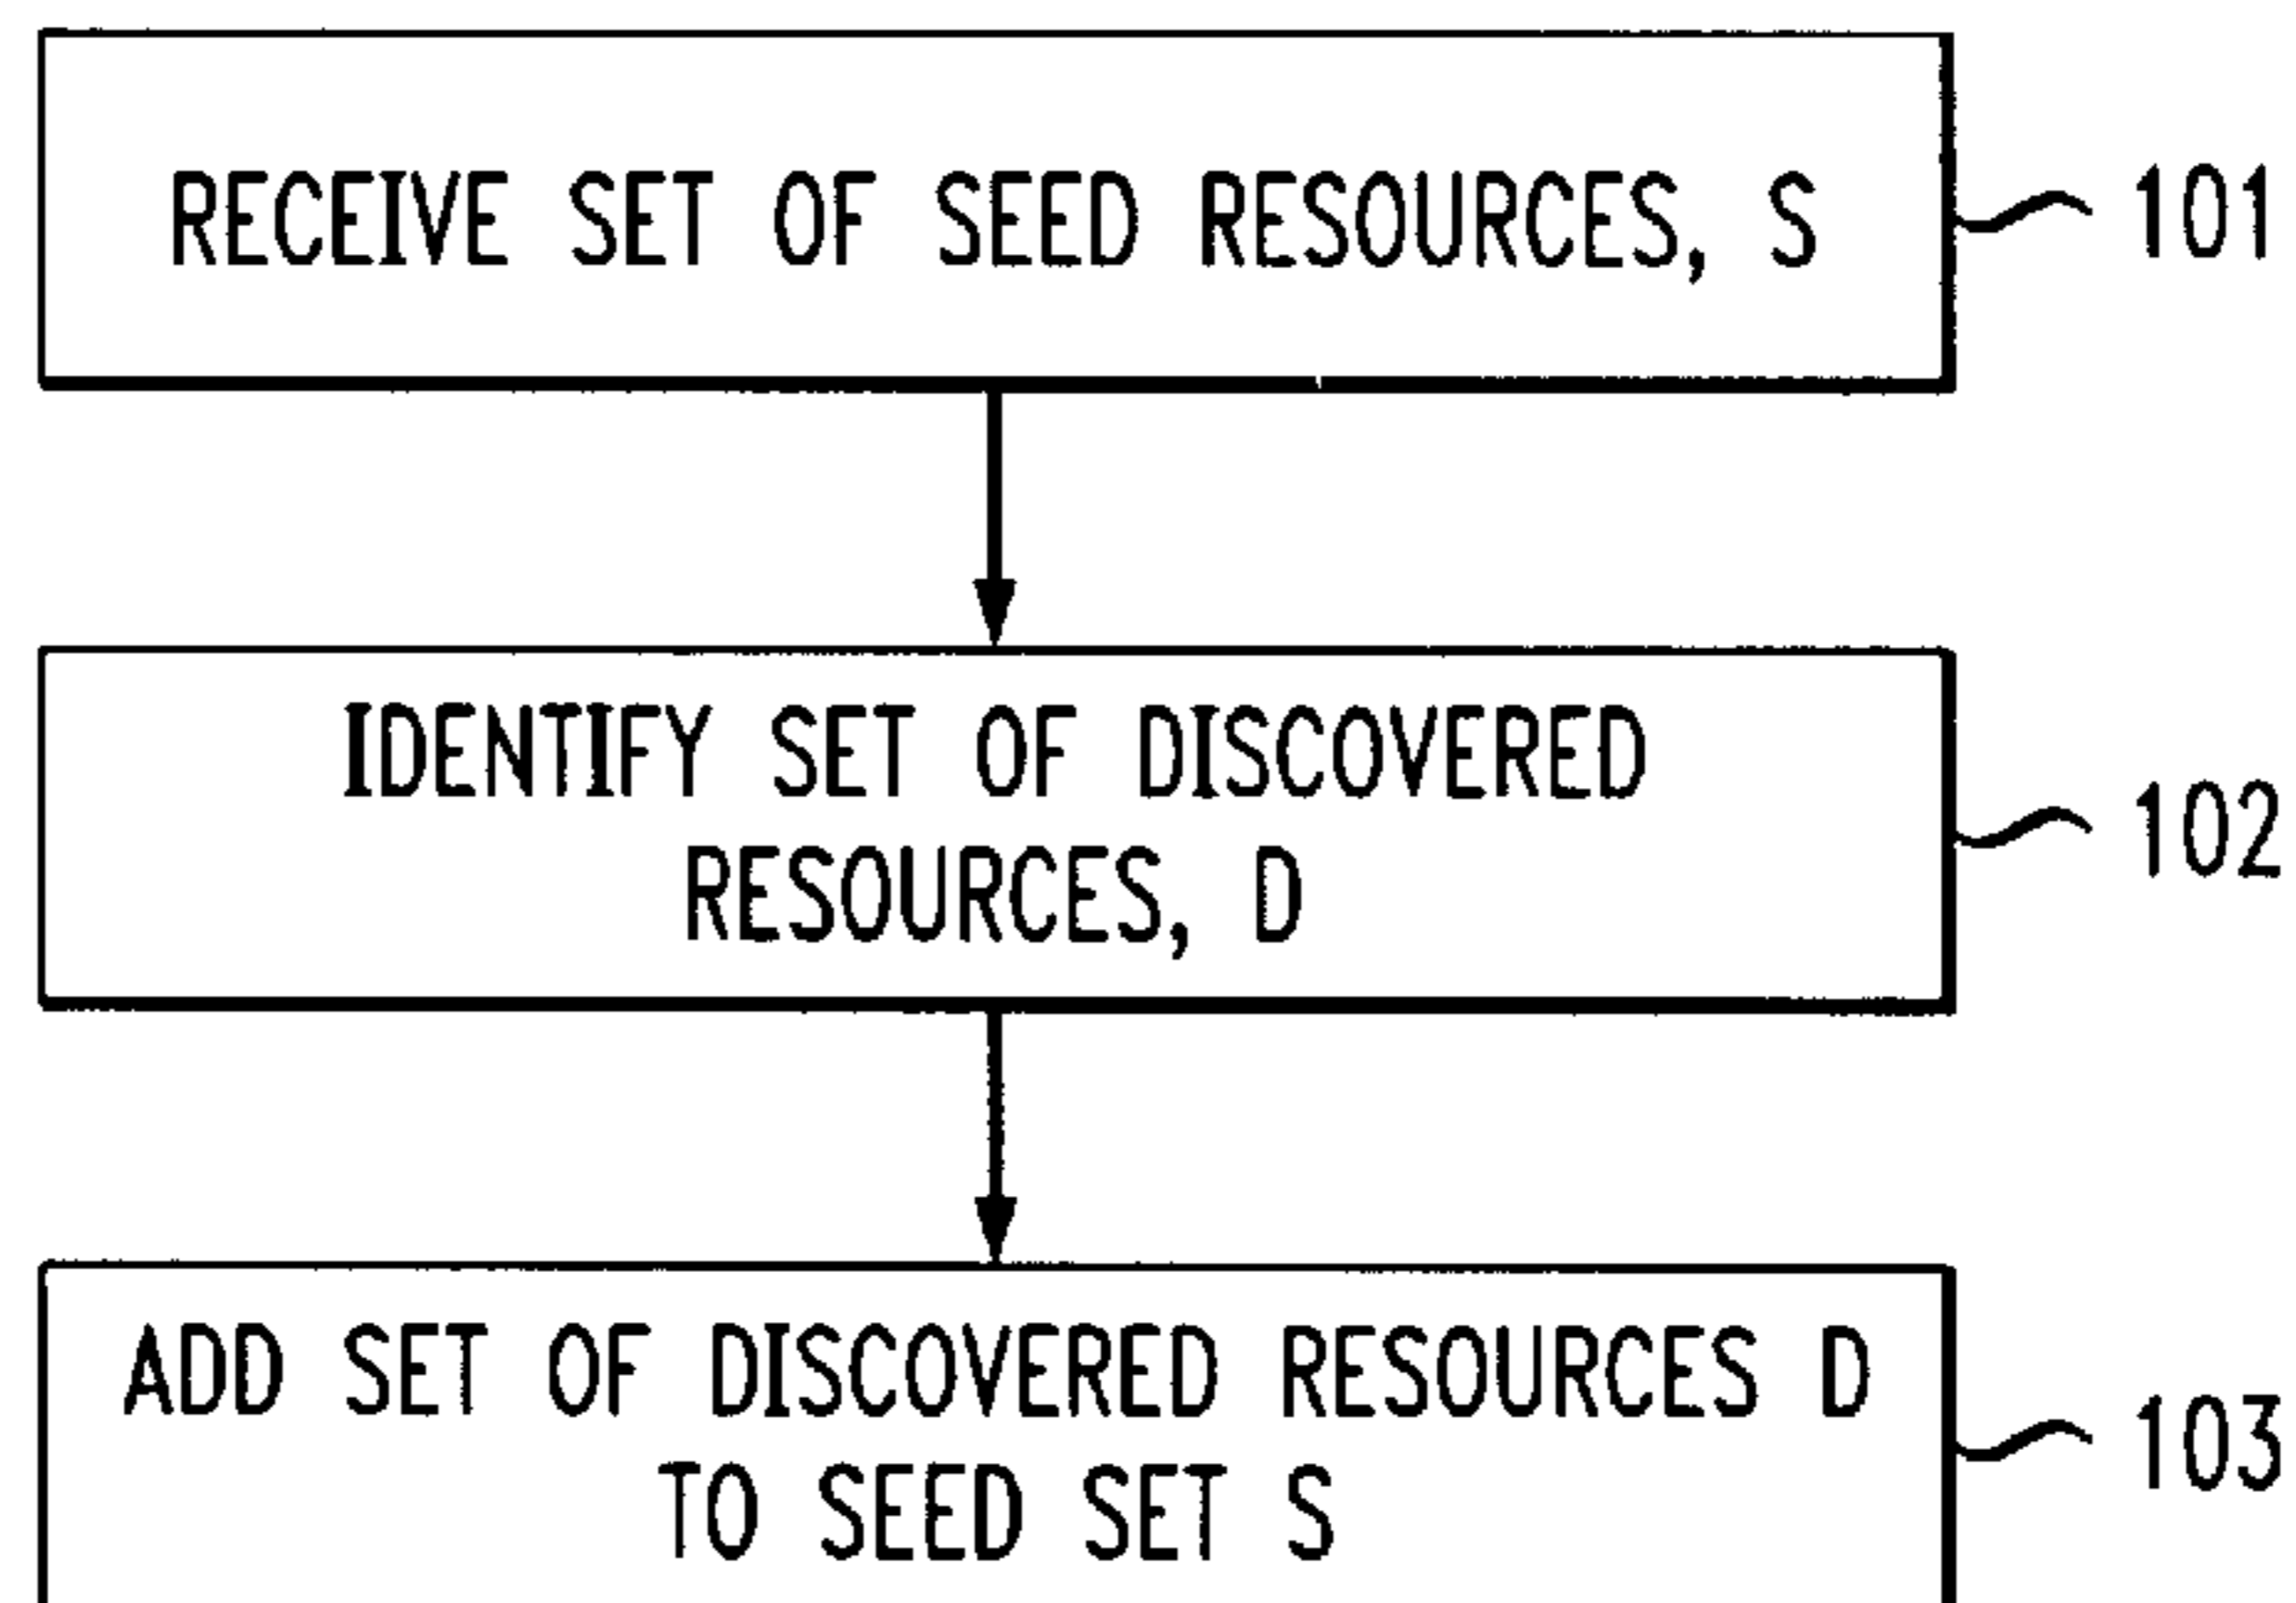 RECEIVE SET OF SEED RESOURCES, S
101
IDENTIFY SET OF DISCOVERED
RESOURCES, D
102
ADD SET OF DISCOVERED RESOURCES D
TO SEED SET S
103